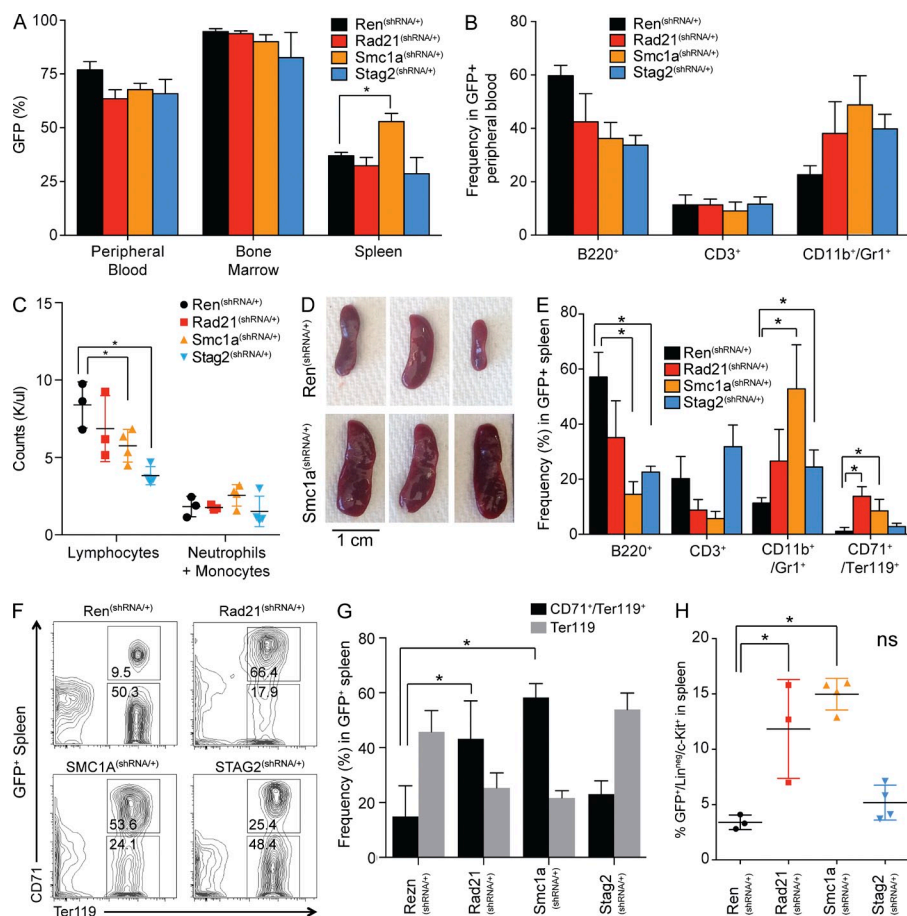 A
Ren(shRNA/+)
Rad21(shRNA/+)
Smc1a(shRNA/+)
Stag2(shRNA/+)
GFP (%)
100
75
50
25
0
*
Peripheral
Blood
Bone
Marrow
Spleen
B
Ren(shRNA/+)
Rad21(shRNA/+)
Smc1a(shRNA/+)
Stag2(shRNA/+)
Frequency in GFP+
peripheral blood
80
60
40
20
0
B220+
CD3+
CD11b+/Gr1+
C
Ren(shRNA/+)
Rad21(shRNA/+)
Smc1a(shRNA/+)
Stag2(shRNA/+)
Counts (K/ul)
15
10
5
0
*
*
Lymphocytes
Neutrophils
+ Monocytes
D
Ren(shRNA/+)
Smc1a(shRNA/+)
1 cm
E
Frequency (%) in GFP+ spleen
80
60
40
20
0
Ren(shRNA/+)
Rad21(shRNA/+)
Smc1a(shRNA/+)
Stag2(shRNA/+)
*
*
*
*
*
*
B220+
CD3+
CD11b+
/Gr1+
CD71+
/Ter119+
F
Ren(shRNA/+)
Rad21(shRNA/+)
9.5
50.3
66.4
17.9
SMC1A(shRNA/+)
STAG2(shRNA/+)
53.6
24.1
25.4
48.4
GFP+ Spleen
CD71
Ter119
G
CD71+/Ter119+
Ter119
Frequency (%) in GFP+ spleen
80
60
40
20
0
*
*
Rezn
(shRNA/+)
Rad21
(shRNA/+)
Smc1a
(shRNA/+)
Stag2
(shRNA/+)
H
% GFP+/Linneg/c-Kit+ in spleen
20
15
10
5
0
*
*
ns
Ren
(shRNA/+)
Rad21
(shRNA/+)
Smc1a
(shRNA/+)
Stag2
(shRNA/+)